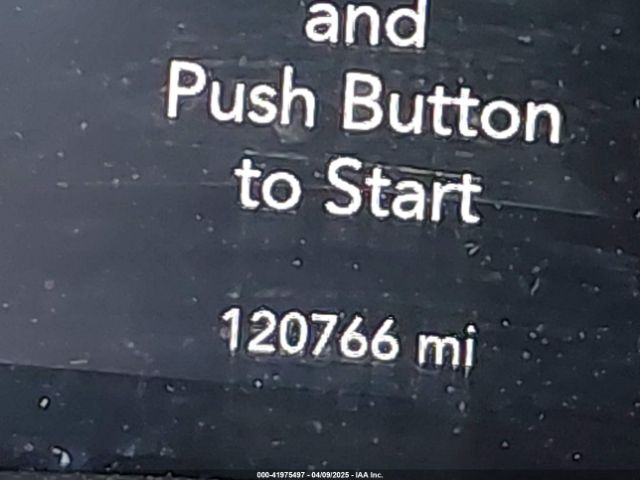 and
Push Button
to Start
120766 mi
000-41975497 - 04/09/2025 - IAA Inc.